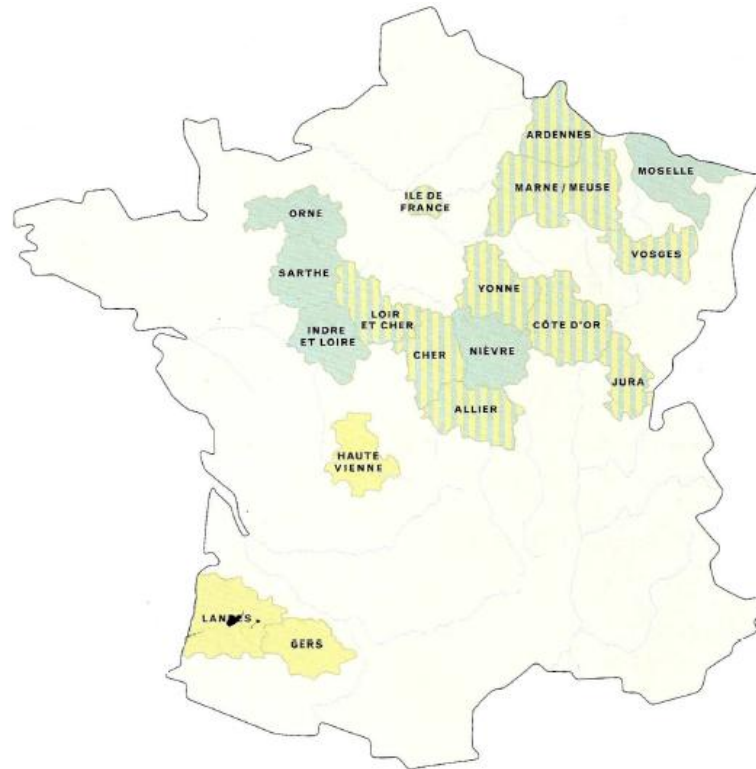 ARDENNES
MOSELLE
MARNE / MEUSE
ILE DE
FRANCE
ORNE
VOSGES
SARTHE
YONNE
LOIR
ET CHER
CÔTE D'OR
INDRE
ET LOIRE
NIÈVRE
CHER
JURA
ALLIER
HAUTE
VIENNE
LANDES
GERS